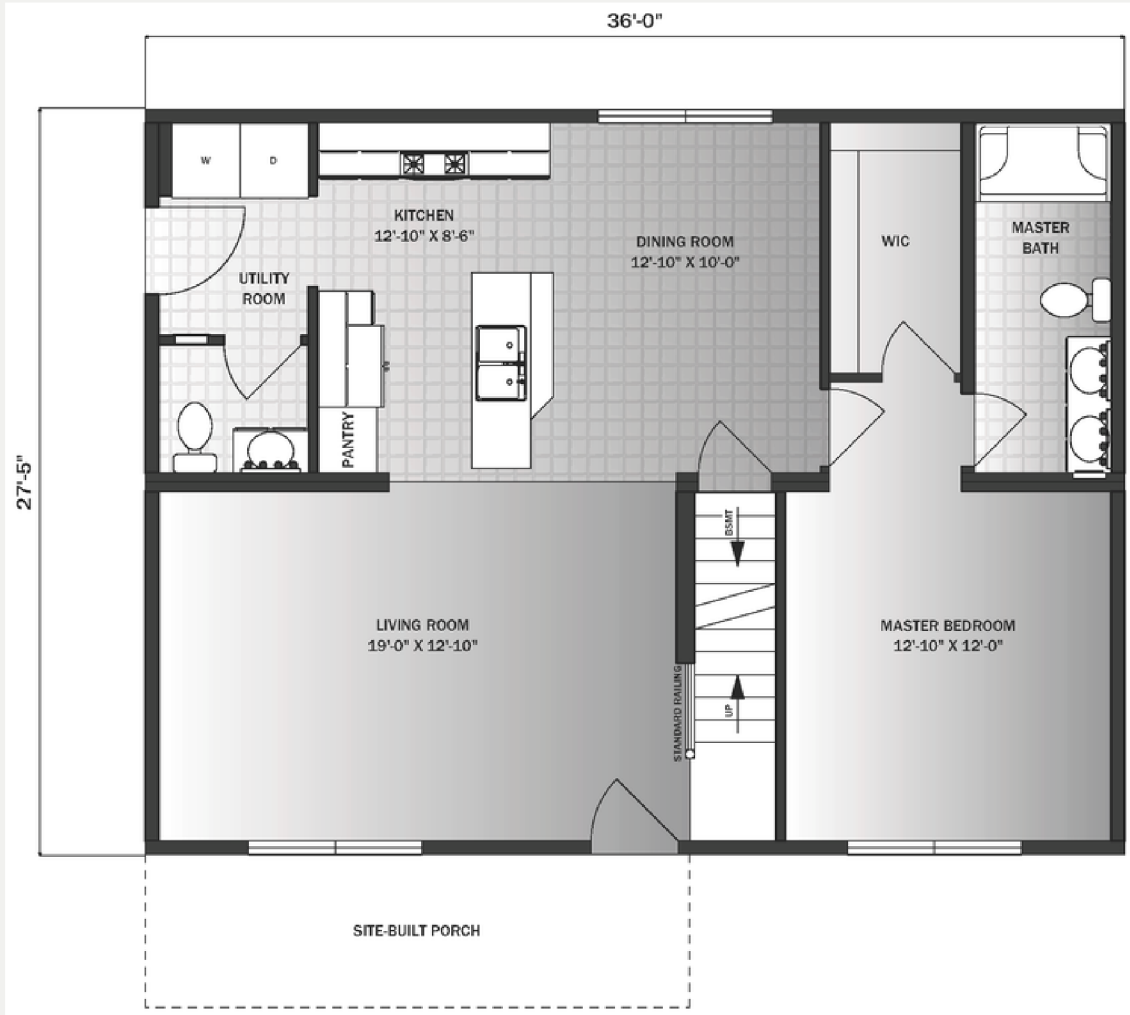 36'-0"
W
D
KITCHEN
12'-10" X 8'-6"
DINING ROOM
12'-10" X 10'-0"
WIC
MASTER
BATH
UTILITY
ROOM
PANTRY
27'-5"
BSMT
LIVING ROOM
19'-0" X 12'-10"
MASTER BEDROOM
12'-10" X 12'-0"
STANDARD RAILING
UP
SITE-BUILT PORCH